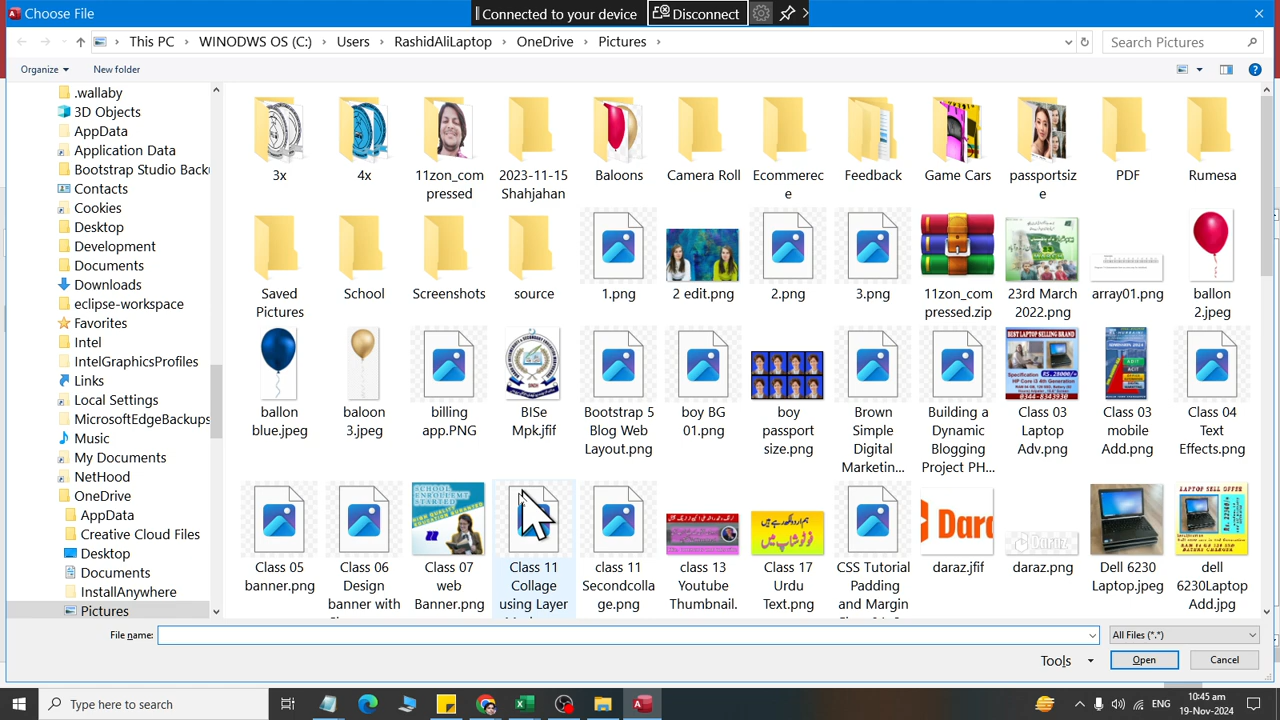 Choose File
Connected to your device
Disconnect
This PC
WINODWS OS (C:)
Users
RashidAliLaptop
OneDrive
Pictures
Search Pictures
Organize
New folder
.wallaby
3D Objects
AppData
Application Data
Bootstrap Studio Back
Contacts
Cookies
Desktop
Development
Documents
Downloads
eclipse-workspace
Favorites
Intel
IntelGraphicsProfiles
Links
Local Settings
MicrosoftEdgeBackups
Music
My Documents
NetHood
OneDrive
AppData
Creative Cloud Files
Desktop
Documents
InstallAnywhere
Pictures
3x
4x
11zon_com
pressed
2023-11-15
Shahjahan
Baloons
Camera Roll
Ecommerec
e
Feedback
Game Cars
passportsiz
e
PDF
Rumesa
Saved
Pictures
School
Screenshots
source
1.png
2 edit.png
2.png
3.png
11zon_com
pressed.zip
23rd March
2022.png
array01.png
ballon
2.jpeg
ballon
blue.jpeg
baloon
3.jpeg
billing
app.PNG
BISe
Mpk.jfif
Bootstrap 5
Blog Web
Layout.png
boy BG
01.png
boy
passport
size.png
Brown
Simple
Digital
Marketin...
Building a
Dynamic
Blogging
Project PH...
Class 03
Laptop
Adv.png
Class 03
mobile
Add.png
Class 04
Text
Effects.png
Class 05
banner.png
Class 06
Design
banner with
Class 07
web
Banner.png
Class 11
Collage
using Layer
class 11
Secondcolla
ge.png
class 13
Youtube
Thumbnail.
Class 17
Urdu
Text.png
CSS Tutorial
Padding
and Margin
daraz.jfif
daraz.png
Dell 6230
Laptop.jpeg
dell
6230Laptop
Add.jpg
File name:
All Files (*.*)
Tools
Open
Cancel
Type here to search
ENG
10:45 am
19-Nov-2024